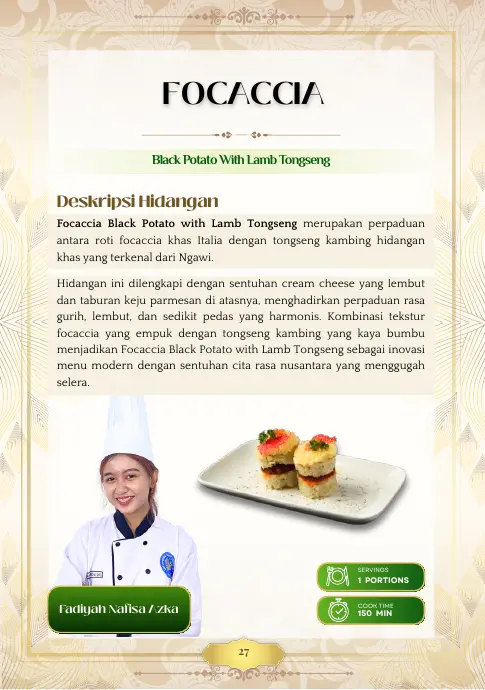 FOCACCIA
Black Potato With Lamb Tongseng
Deskripsi Hidangan
Focaccia Black Potato with Lamb Tongseng merupakan perpaduan
antara roti focaccia khas Italia dengan tongseng kambing hidangan
khas yang terkenal dari Ngawi.
Hidangan ini dilengkapi dengan sentuhan cream cheese yang lembut
dan taburan keju parmesan di atasnya, menghadirkan perpaduan rasa
gurih, lembut, dan sedikit pedas yang harmonis. Kombinasi tekstur
focaccia yang empuk dengan tongseng kambing yang kaya bumbu
menjadikan Focaccia Black Potato with Lamb Tongseng sebagai inovasi
menu modern dengan sentuhan cita rasa nusantara yang menggugah
selera.
SERVINGS
1 PORTIONS
COOK TIME
150 MIN
Fadiyah Nafisa Azka
27